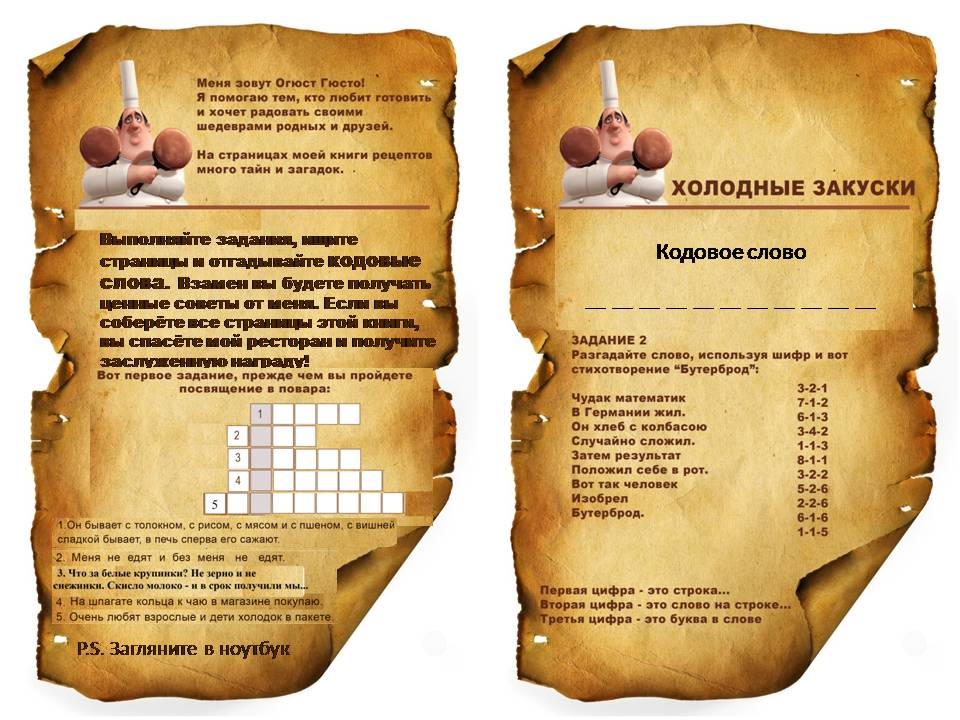 Меня зовут Огюст Гюсто!
Я помогаю тем, кто любит готовить
и хочет радовать своими
шедеврами родных и друзей.
На страницах моей книги рецептов
много тайн и загадок.
Выполняйте задания, ищите
страницы и отгадывайте кодовые
слова. Взамен вы будете получать
ценные советы от меня. Если вы
соберёте все страницы этой книги,
вы спасёте мой ресторан и получите
заслуженную награду!
Вот первое задание, прежде чем вы пройдете
посвящение в повара:
1
2
3
4
5
1.Он бывает с толокном, с рисом, с мясом и с пшеном, с вишней
сладкой бывает, в печь сперва его сажают.
2. Меня не едят и без меня не едят.
3. Что за белые крупинки? Не зерно и не
снежинки. Скисло молоко - и в срок получили мы...
4. На шпагате кольца к чаю в магазине покупаю.
5. Очень любят взрослые и дети холодок в пакете.
P.S. Загляните в ноутбук
ХОЛОДНЫЕ ЗАКУСКИ
Кодовое слово
_ _ _ _ _ _ _ _ _ _ _
ЗАДАНИЕ 2
Разгадайте слово, используя шифр и вот
стихотворение “Бутерброд”:
Чудак математик
В Германии жил.
Он хлеб с колбасою
Случайно сложил.
Затем результат
Положил себе в рот.
Вот так человек
Изобрел
Бутерброд.
3-2-1
7-1-2
6-1-3
3-4-2
1-1-3
8-1-1
3-2-2
5-2-6
2-2-6
6-1-6
1-1-5
Первая цифра - это строка...
Вторая цифра - это слово на строке...
Третья цифра - это буква в слове